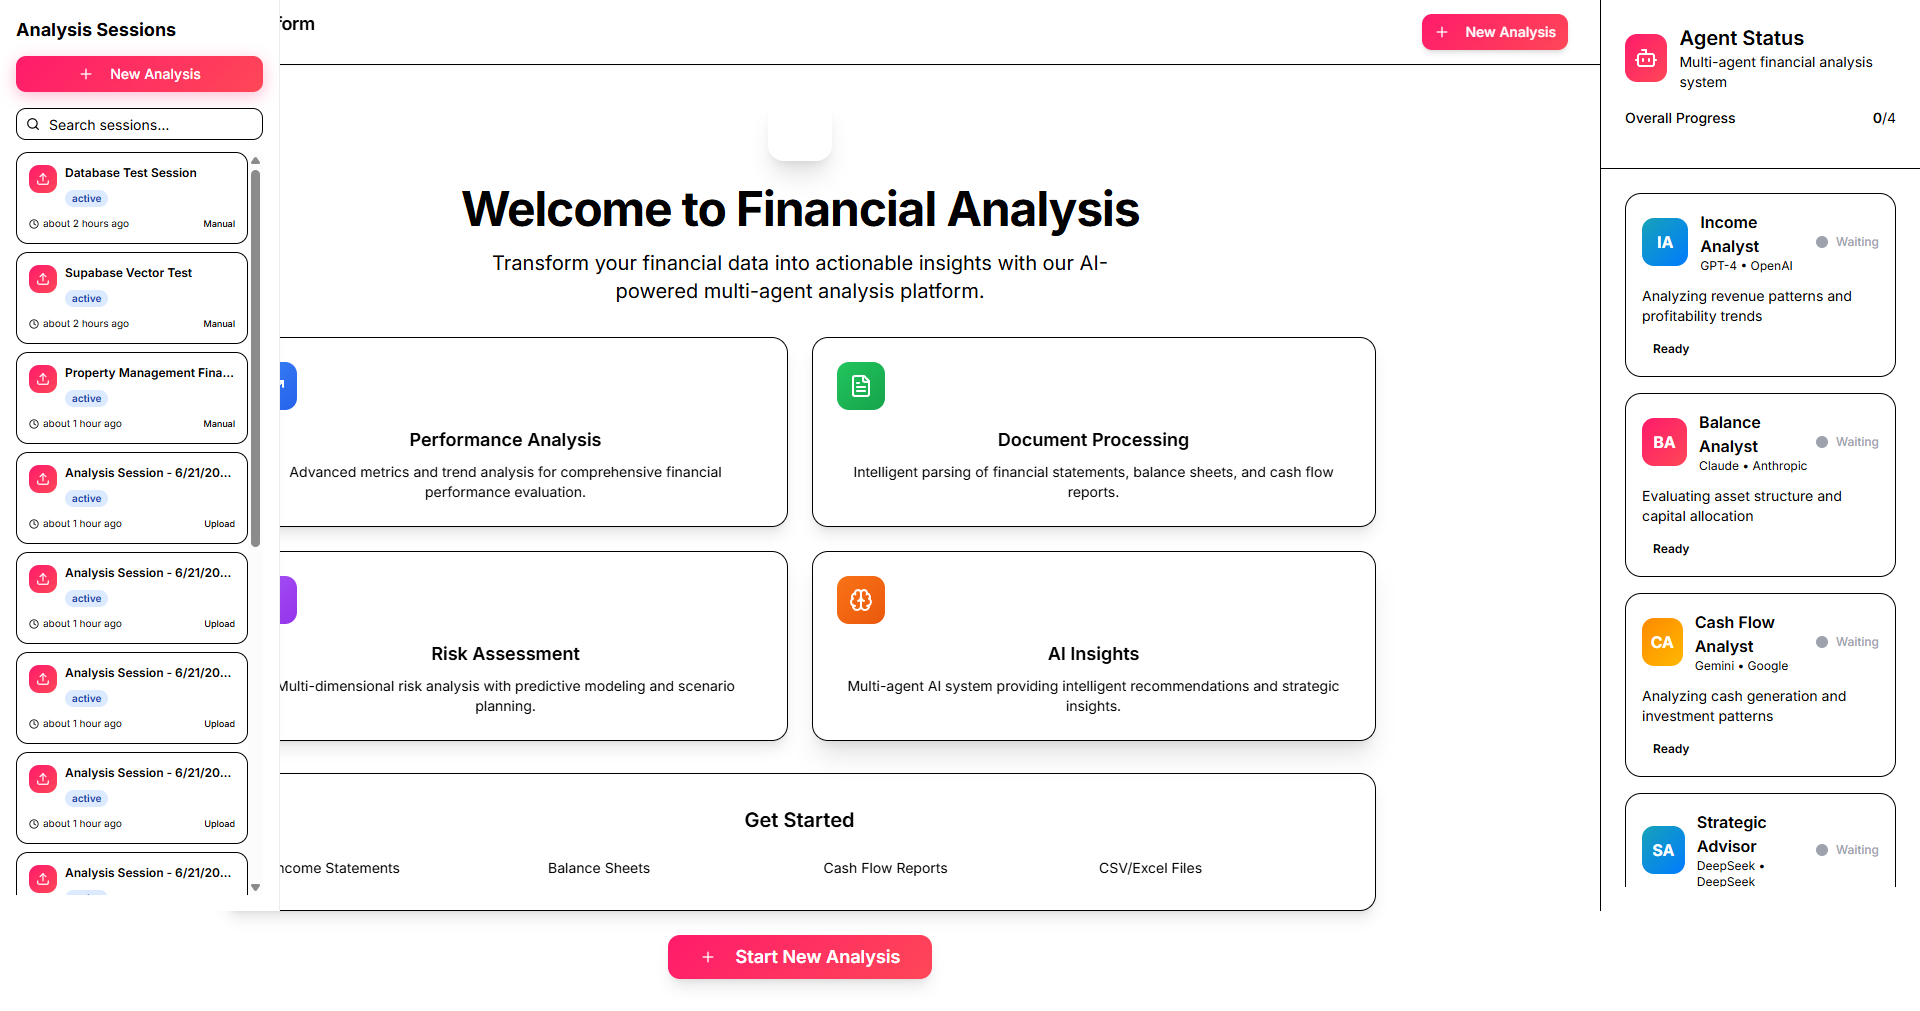 Analysis Sessions
New Analysis
Search sessions...
Database Test Session
active
about 2 hours ago
Manual
Supabase Vector Test
active
about 2 hours ago
Manual
Property Management Fina...
active
about 1 hour ago
Manual
Analysis Session - 6/21/20...
active
about 1 hour ago
Upload
Analysis Session - 6/21/20...
active
about 1 hour ago
Upload
Analysis Session - 6/21/20...
active
about 1 hour ago
Upload
Analysis Session - 6/21/20...
active
about 1 hour ago
Upload
Analysis Session - 6/21/20...
form
New Analysis
Welcome to Financial Analysis
Transform your financial data into actionable insights with our AI-
powered multi-agent analysis platform.
Performance Analysis
Advanced metrics and trend analysis for comprehensive financial
performance evaluation.
Document Processing
Intelligent parsing of financial statements, balance sheets, and cash flow
reports.
Risk Assessment
Multi-dimensional risk analysis with predictive modeling and scenario
planning.
AI Insights
Multi-agent AI system providing intelligent recommendations and strategic
insights.
Get Started
ncome Statements
Balance Sheets
Cash Flow Reports
CSV/Excel Files
Start New Analysis
Agent Status
Multi-agent financial analysis
system
Overall Progress
0/4
IA
Income
Analyst
GPT-4 • OpenAI
Waiting
Analyzing revenue patterns and
profitability trends
Ready
BA
Balance
Analyst
Claude • Anthropic
Waiting
Evaluating asset structure and
capital allocation
Ready
CA
Cash Flow
Analyst
Gemini • Google
Waiting
Analyzing cash generation and
investment patterns
Ready
SA
Strategic
Advisor
DeepSeek •
DeepSeek
Waiting